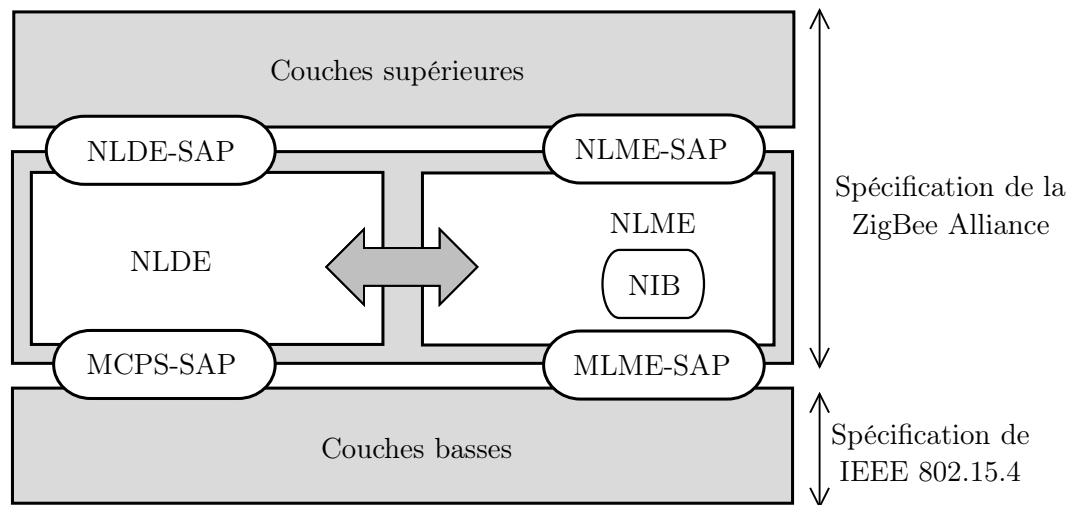 Couches supérieures
NLDE-SAP
NLME-SAP
NLDE
NLME
NIB
MCPS-SAP
MLME-SAP
Couches basses
Spécification de la
ZigBee Alliance
Spécification de
IEEE 802.15.4